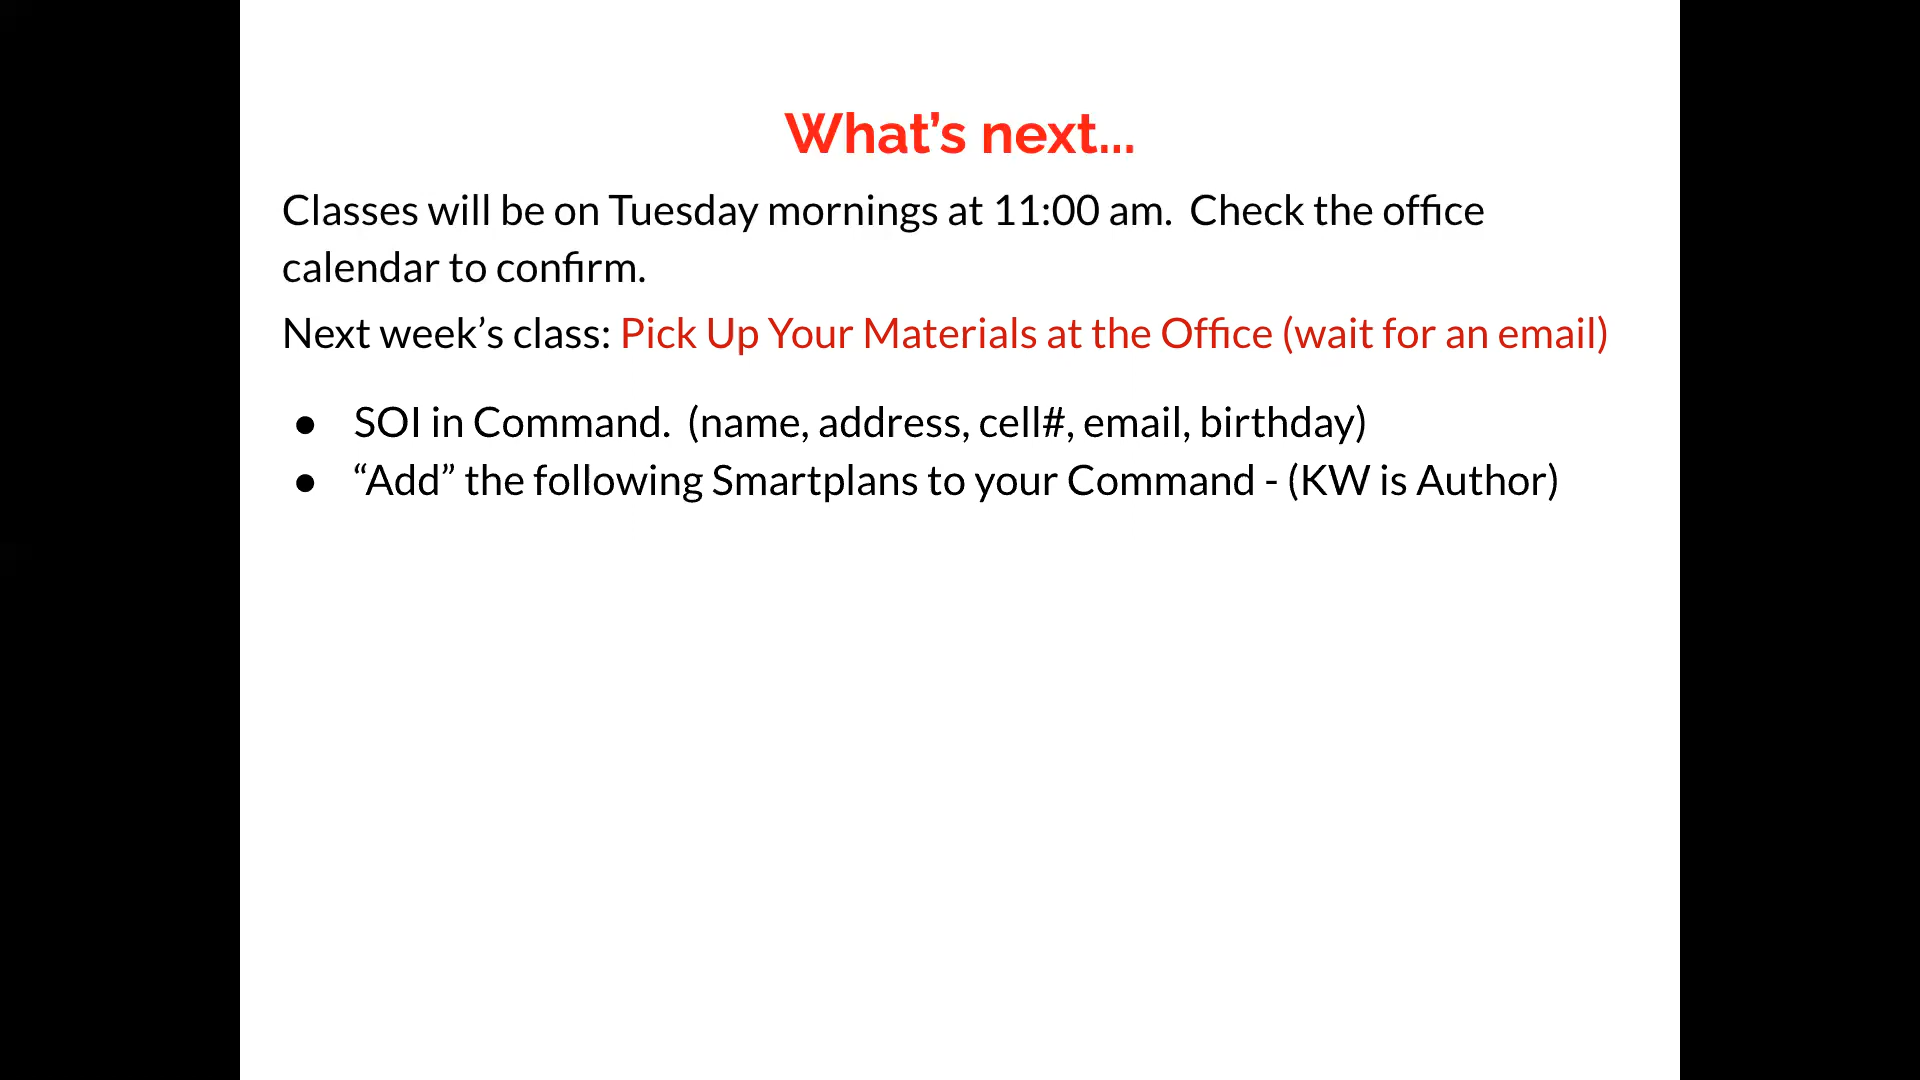 What’s next...
Classes will be on Tuesday mornings at 11:00 am.  Check the office
calendar to confirm.
Next week’s class: Pick Up Your Materials at the Office (wait for an email)
● SOI in Command.  (name, address, cell#, email, birthday)
● “Add” the following Smartplans to your Command - (KW is Author)